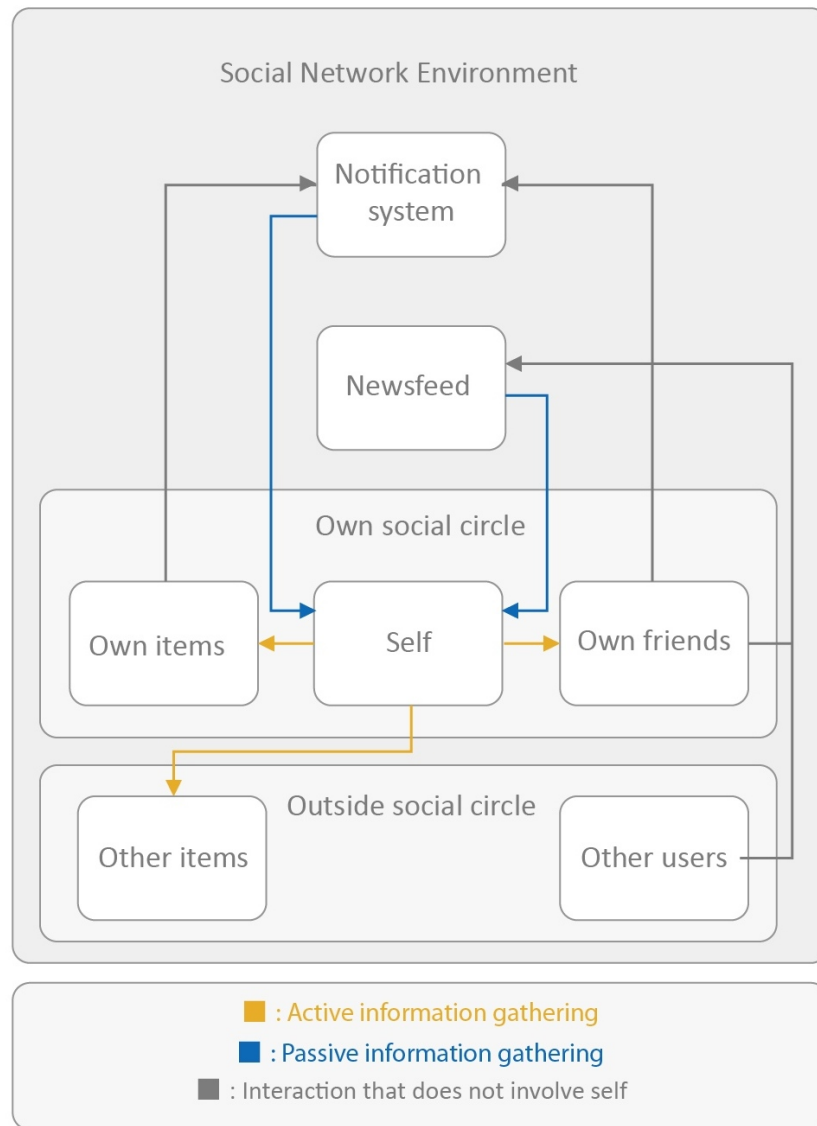 Social Network Environment
Notification
system
Newsfeed
Own social circle
Own items
Self
Own friends
Outside social circle
Other items
Other users
: Active information gathering
: Passive information gathering
: Interaction that does not involve self